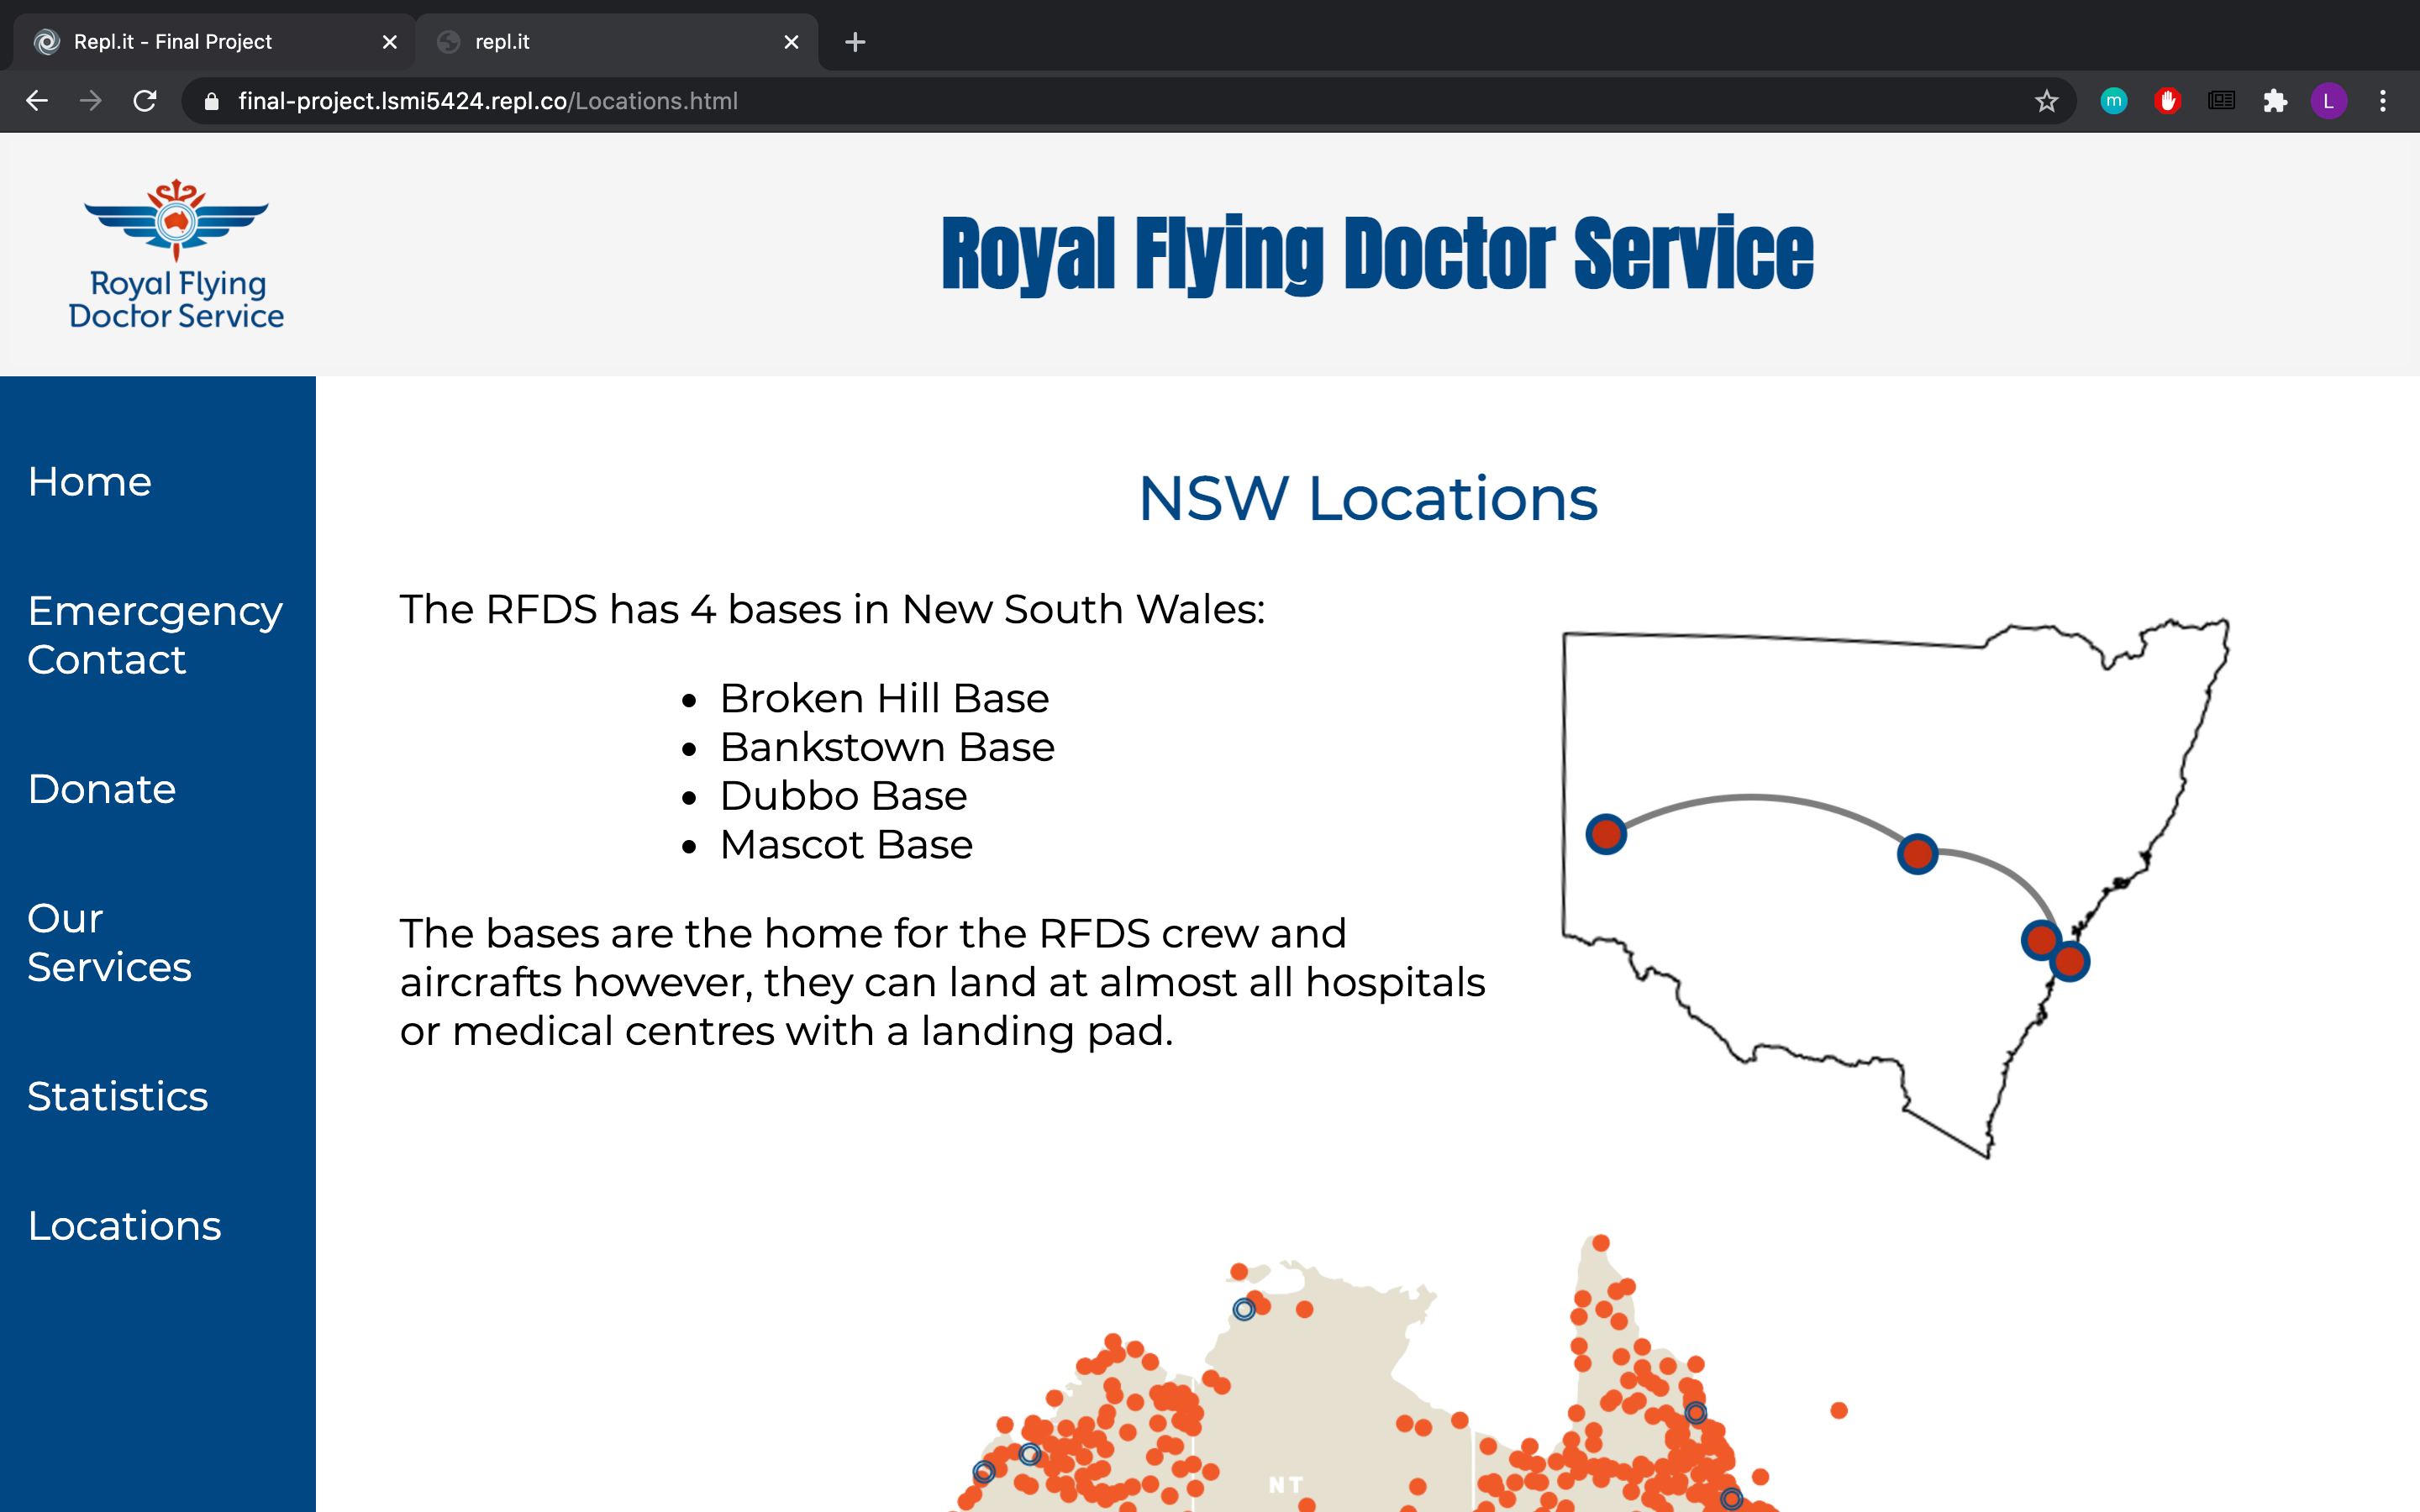 Repl.it - Final Project
repl.it
final-project.lsmi5424.repl.co/Locations.html
m
L
Royal Flying
Doctor Service
Royal Flying Doctor Service
Home
Emercgency
Contact
Donate
Our
Services
Statistics
Locations
NSW Locations
The RFDS has 4 bases in New South Wales:
• Broken Hill Base
• Bankstown Base
• Dubbo Base
• Mascot Base
The bases are the home for the RFDS crew and
aircrafts however, they can land at almost all hospitals
or medical centres with a landing pad.
NT